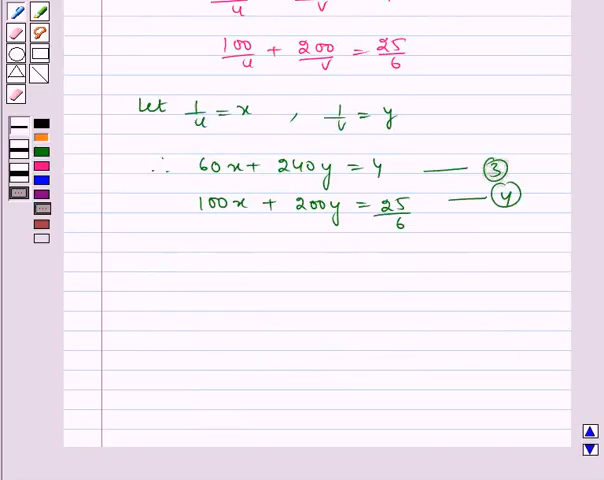 u v
100/u + 200/v = 25/6
Let 1/u = x , 1/v = y
∴ 60x + 240y = 4 —— ③
100x + 200y = 25/6 —— ④